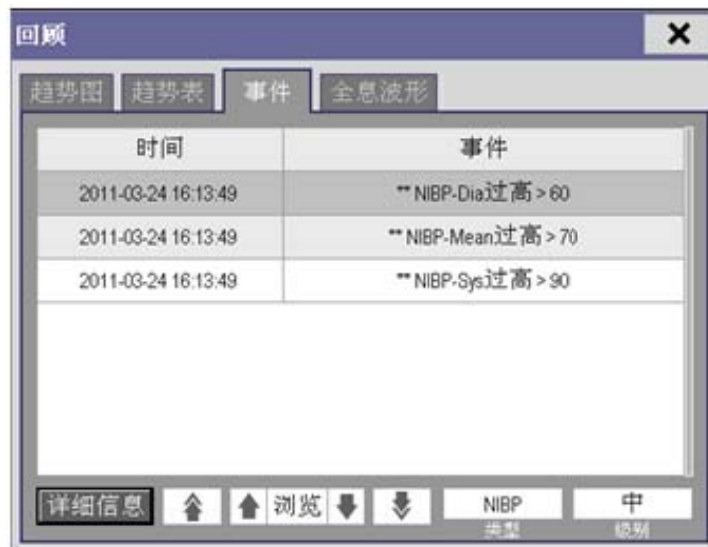 回顾
趋势图 趋势表 事件 全息波形
时间 事件
2011-03-24 16:13:49 **NIBP-Dia过高>60
2011-03-24 16:13:49 **NIBP-Mean过高>70
2011-03-24 16:13:49 **NIBP-Sys过高>90
详细信息 浏览 NIBP 中
类型 级别